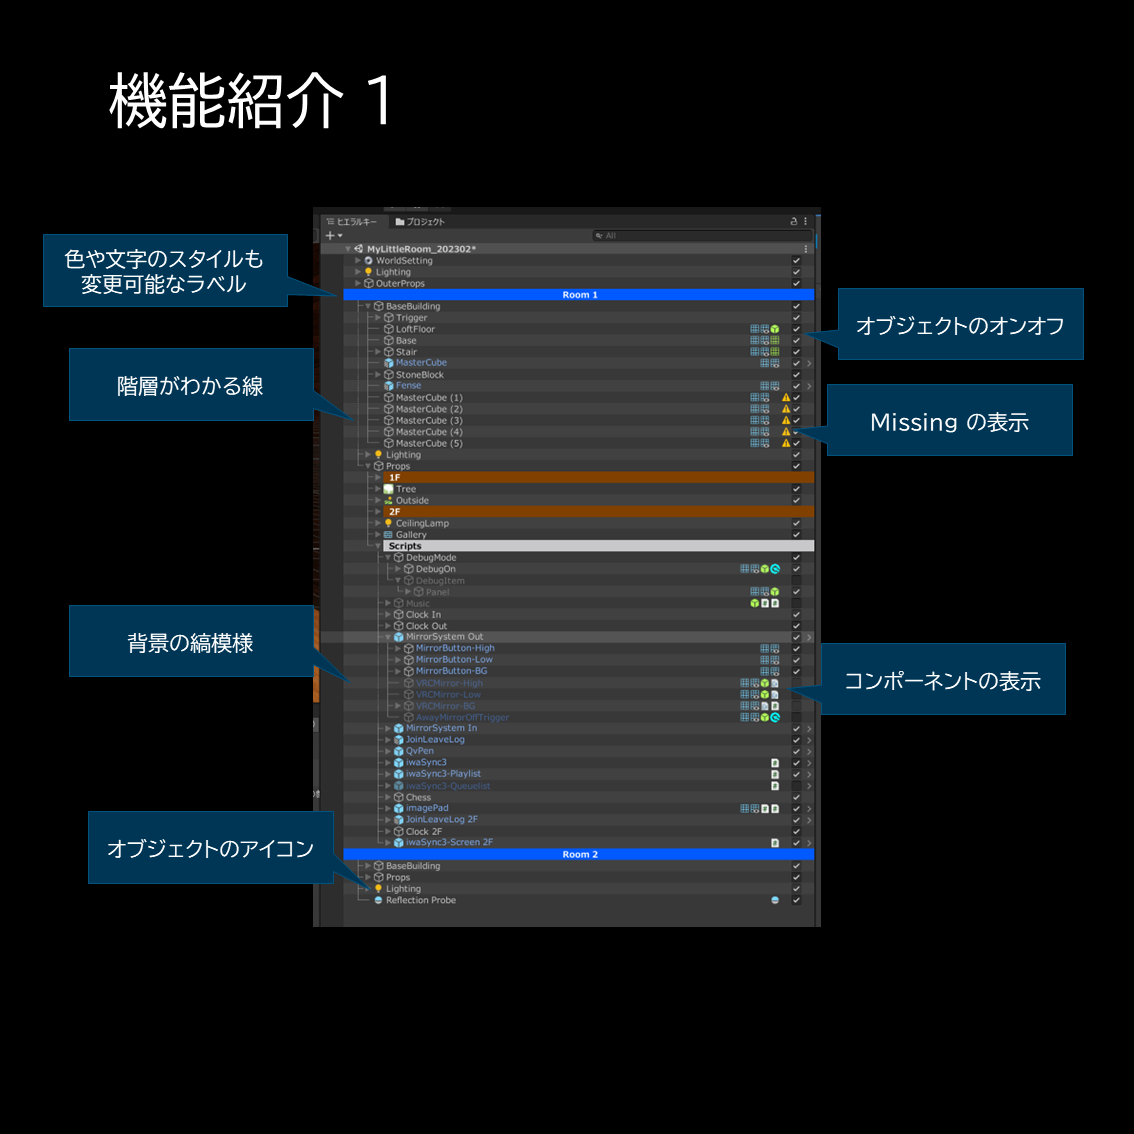 機能紹介 1
ヒエラルキー
プロジェクト
All
MyLittleRoom_202302*
WorldSetting
Lighting
OuterProps
Room 1
BaseBuilding
Trigger
LoftFloor
Base
Stair
MasterCube
StoneBlock
Fense
MasterCube (1)
MasterCube (2)
MasterCube (3)
MasterCube (4)
MasterCube (5)
Lighting
Props
1F
Tree
Outside
2F
CeilingLamp
Gallery
Scripts
DebugMode
DebugOn
DebugItem
Panel
Music
Clock In
Clock Out
MirrorSystem Out
MirrorButton-High
MirrorButton-Low
MirrorButton-BG
VRCMirror-High
VRCMirror-Low
VRCMirror-BG
AwayMirrorOffTrigger
MirrorSystem In
JoinLeaveLog
QvPen
iwaSync3
iwaSync3-Playlist
iwaSync3-Queuelist
Chess
imagePad
JoinLeaveLog 2F
Clock 2F
iwaSync3-Screen 2F
Room 2
BaseBuilding
Props
Lighting
Reflection Probe
色や文字のスタイルも
変更可能なラベル
階層がわかる線
背景の縞模様
オブジェクトのアイコン
オブジェクトのオンオフ
Missing の表示
コンポーネントの表示